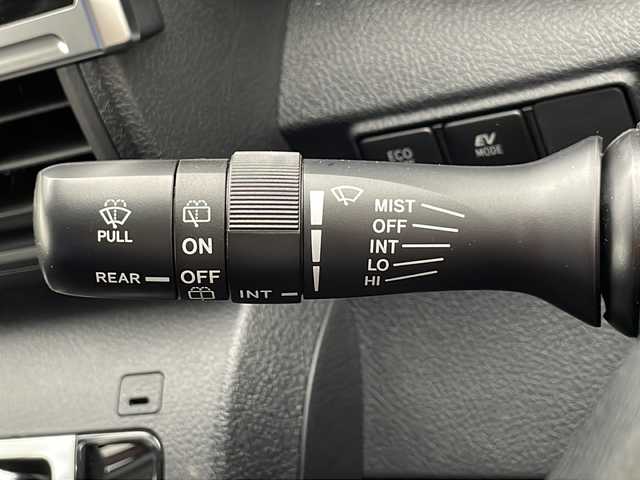 ECO
EV
MODE
PULL
REAR
ON
OFF
INT
MIST
OFF
INT
LO
HI